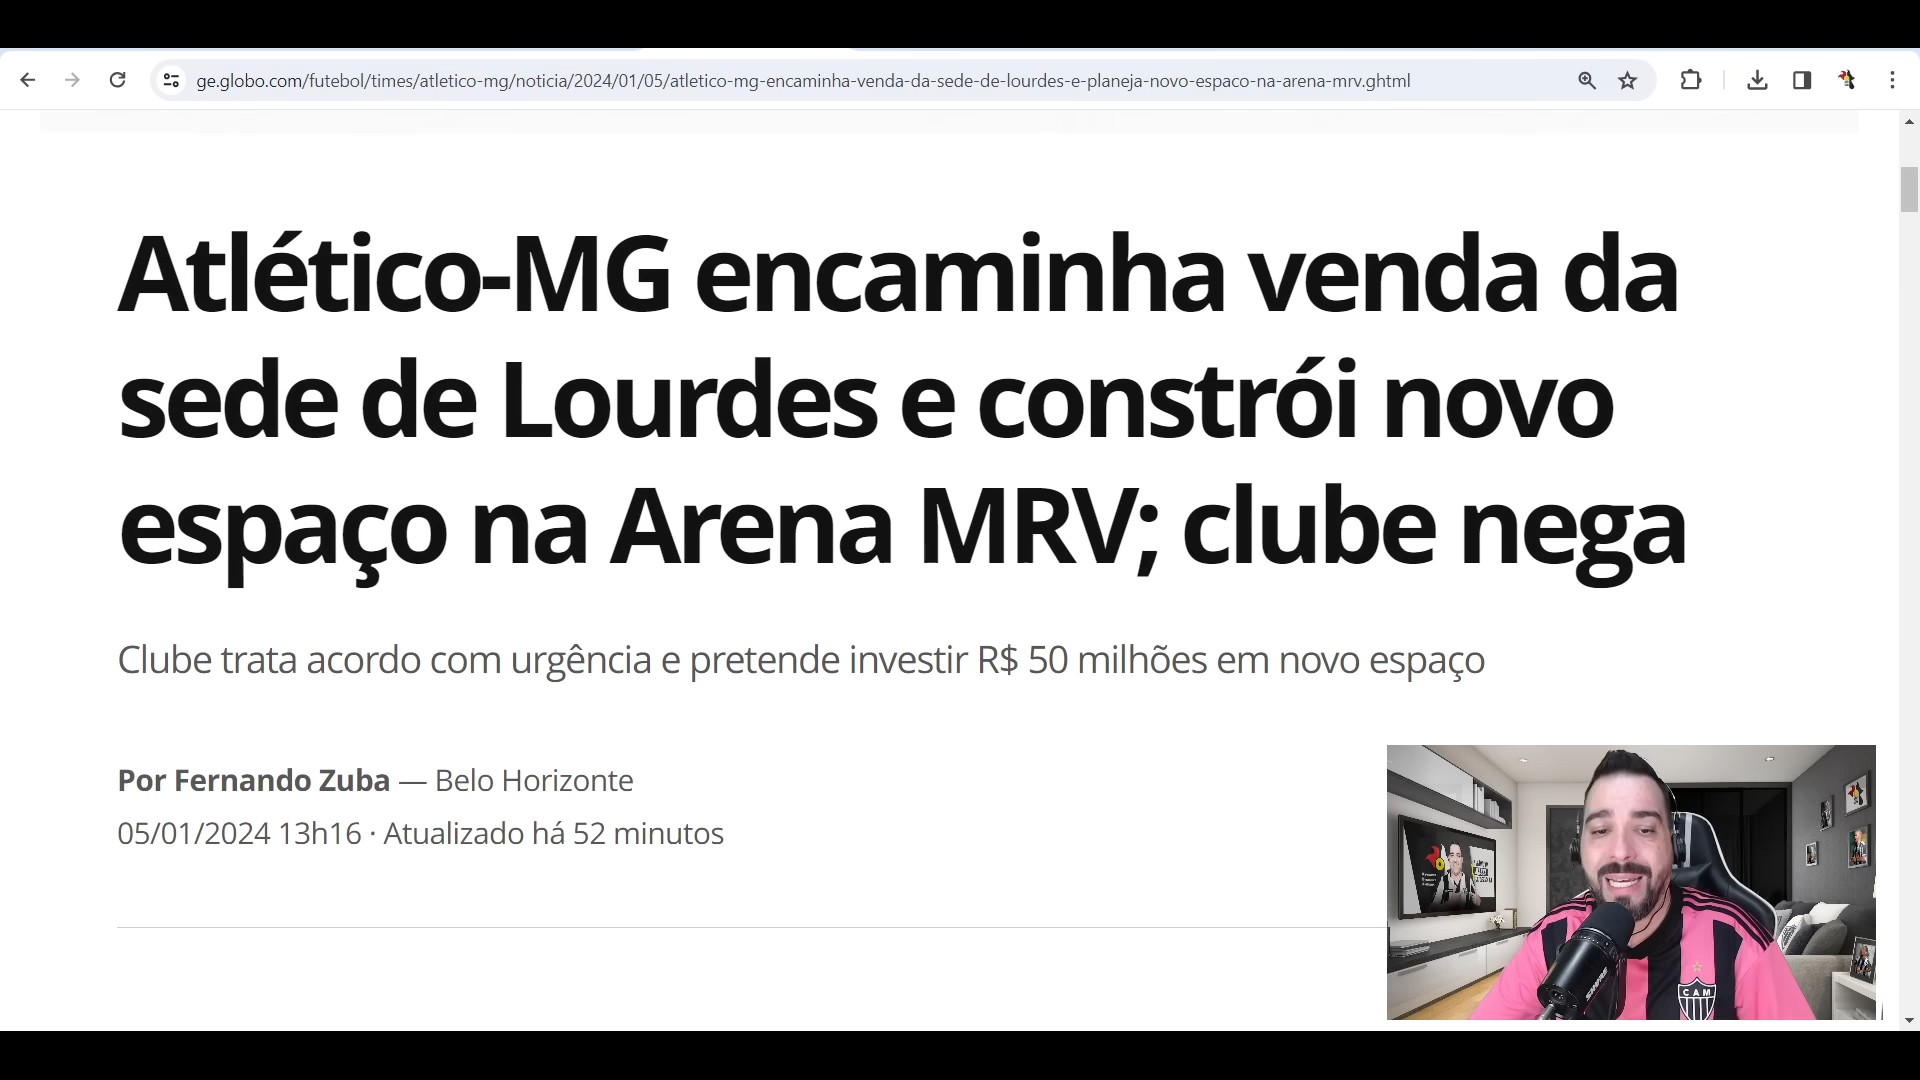 ge.globo.com/futebol/times/atletico-mg/noticia/2024/01/05/atletico-mg-encaminha-venda-da-sede-de-lourdes-e-planeja-novo-espaco-na-arena-mrv.ghtml
Atlético-MG encaminha venda da
sede de Lourdes e constrói novo
espaço na Arena MRV; clube nega
Clube trata acordo com urgência e pretende investir R$ 50 milhões em novo espaço
Por Fernando Zuba — Belo Horizonte
05/01/2024 13h16 · Atualizado há 52 minutos
SHURE
CAM